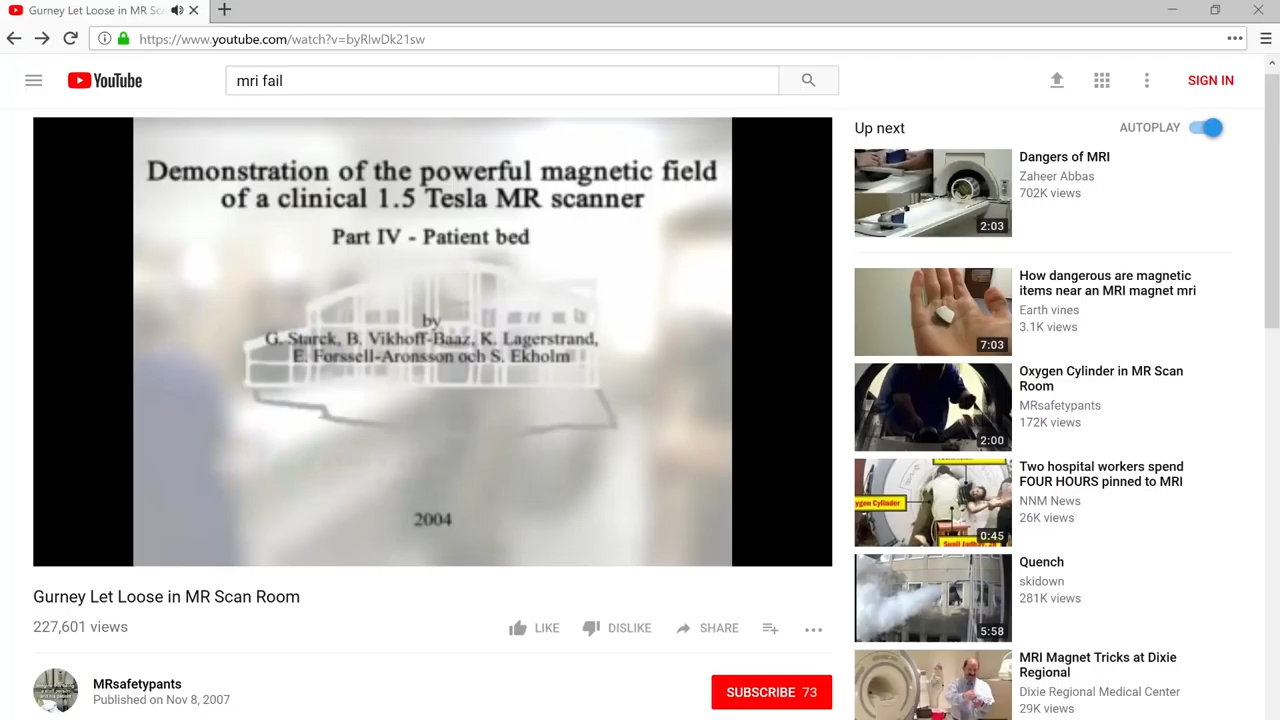 Gurney Let Loose in MR Sc
https://www.youtube.com/watch?v=byRlwDk21sw
YouTube
mri fail
SIGN IN
Demonstration of the powerful magnetic field
of a clinical 1.5 Tesla MR scanner
Part IV - Patient bed
by
G. Starck, B. Vikhoff-Baaz, K. Lagerstrand,
E. Forssell-Aronsson och S. Ekholm
2004
Gurney Let Loose in MR Scan Room
227,601 views
LIKE
DISLIKE
SHARE
MRsafetypants
Published on Nov 8, 2007
SUBSCRIBE 73
Up next
AUTOPLAY
Dangers of MRI
Zaheer Abbas
702K views
2:03
How dangerous are magnetic
items near an MRI magnet mri
Earth vines
3.1K views
7:03
Oxygen Cylinder in MR Scan
Room
MRsafetypants
172K views
2:00
Two hospital workers spend
FOUR HOURS pinned to MRI
NNM News
26K views
ygen Cylinder
0:45
Quench
skidown
281K views
5:58
MRI Magnet Tricks at Dixie
Regional
Dixie Regional Medical Center
29K views